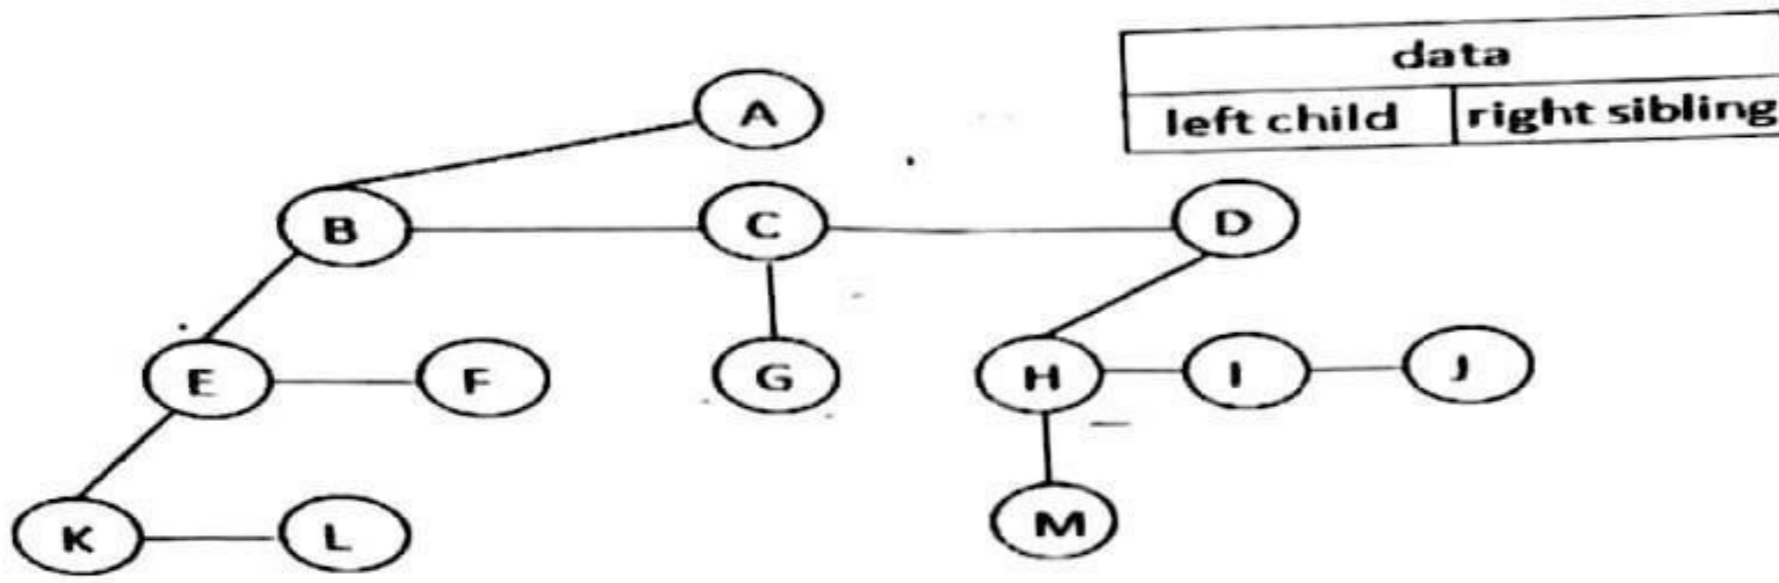 data
left child right sibling
A
B C D
E F G H I J
K L M